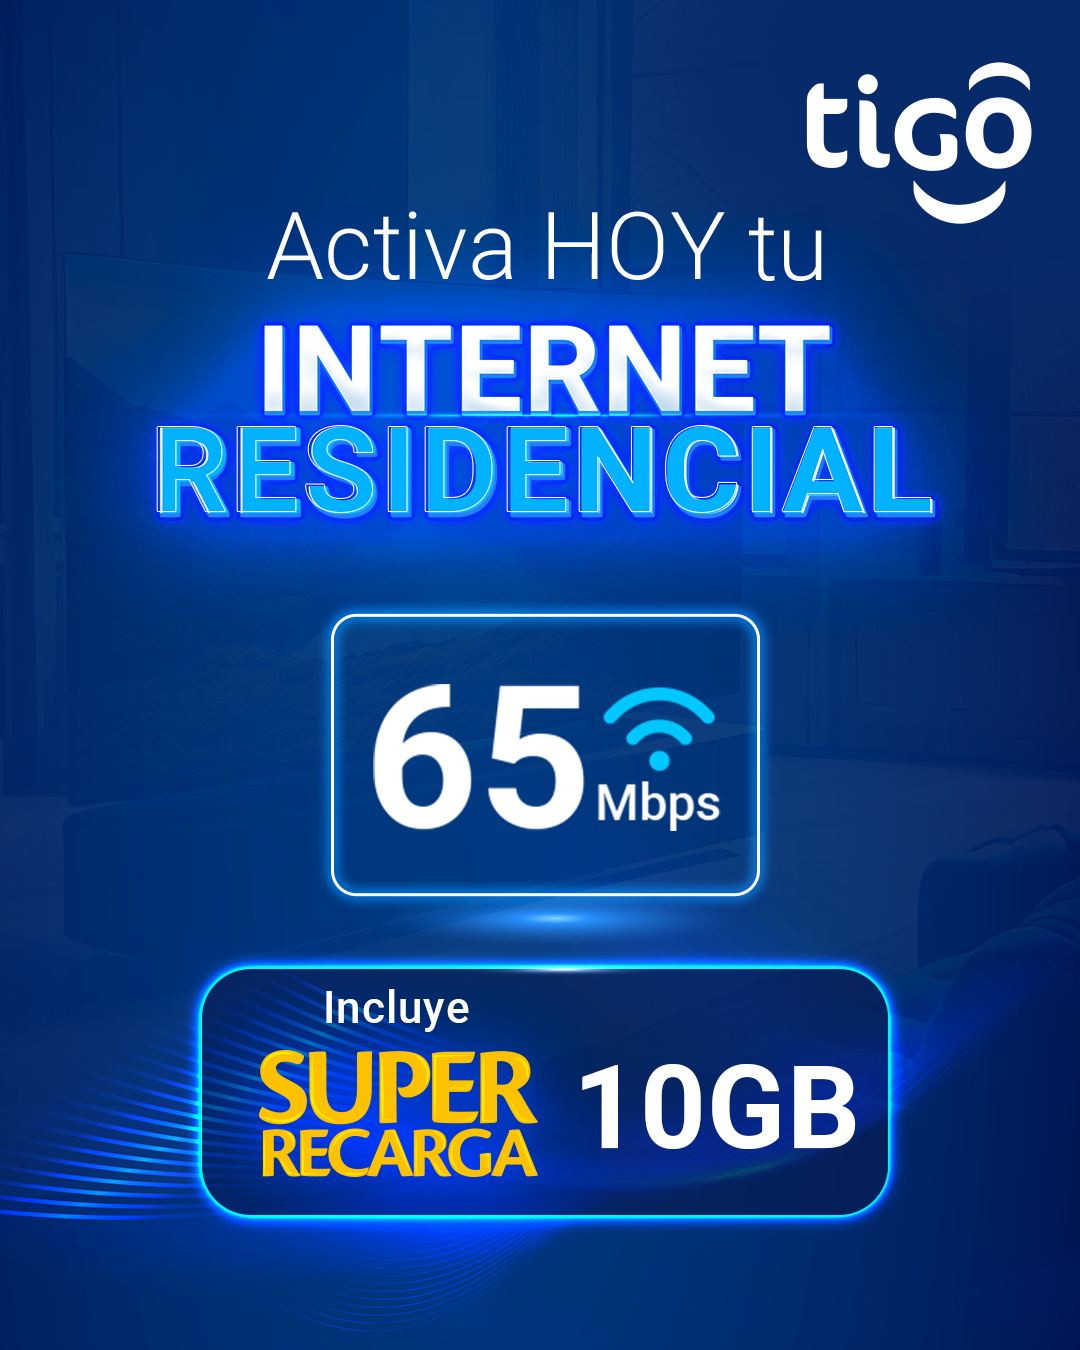 tigo
Activa HOY tu
INTERNET
RESIDENCIAL
65
Mbps
Incluye
SUPER
RECARGA
10GB